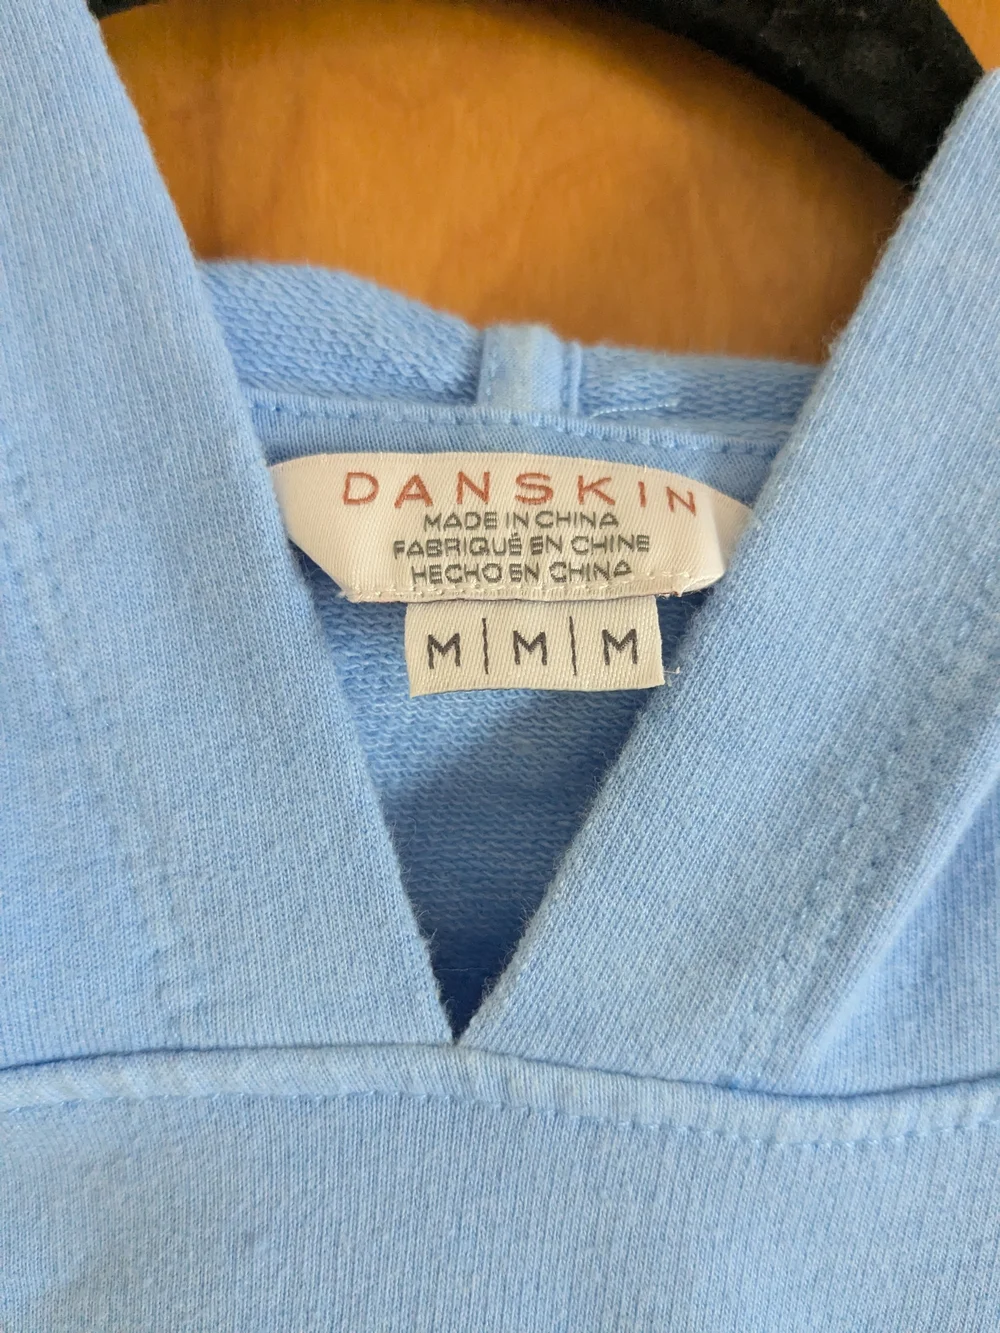 DANSKIN
MADE IN CHINA
FABRIQUÉ EN CHINE
HECHO EN CHINA
M|M|M